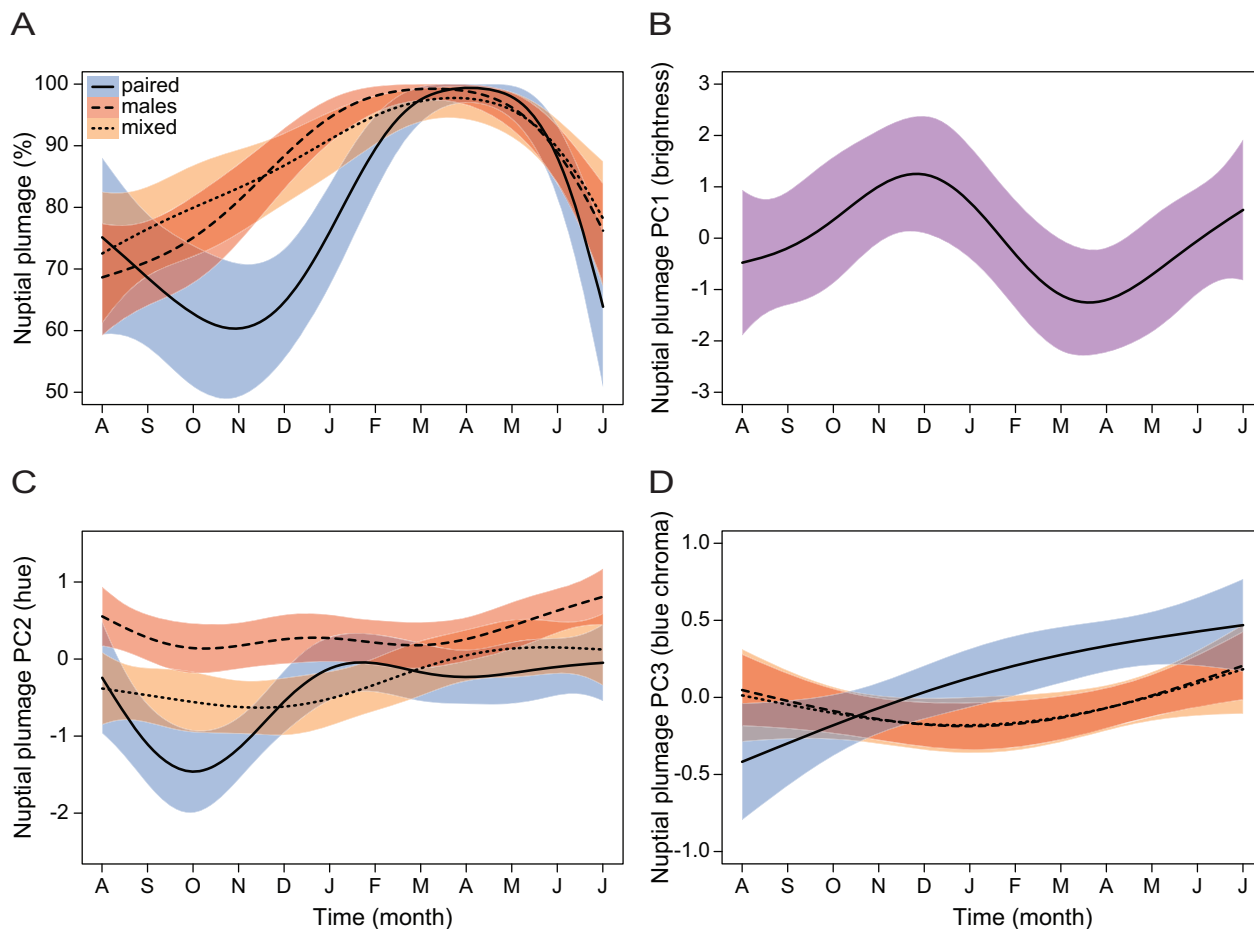 A
Nuptial plumage (%)
100
90
80
70
60
50
paired
males
mixed
A S O N D J F M A M J J
B
Nuptial plumage PC1 (brightness)
3
2
1
0
-1
-2
-3
A S O N D J F M A M J J
C
Nuptial plumage PC2 (hue)
1
0
-1
-2
A S O N D J F M A M J J
Time (month)
D
Nuptial plumage PC3 (blue chroma)
1.0
0.5
0.0
-0.5
-1.0
A S O N D J F M A M J J
Time (month)